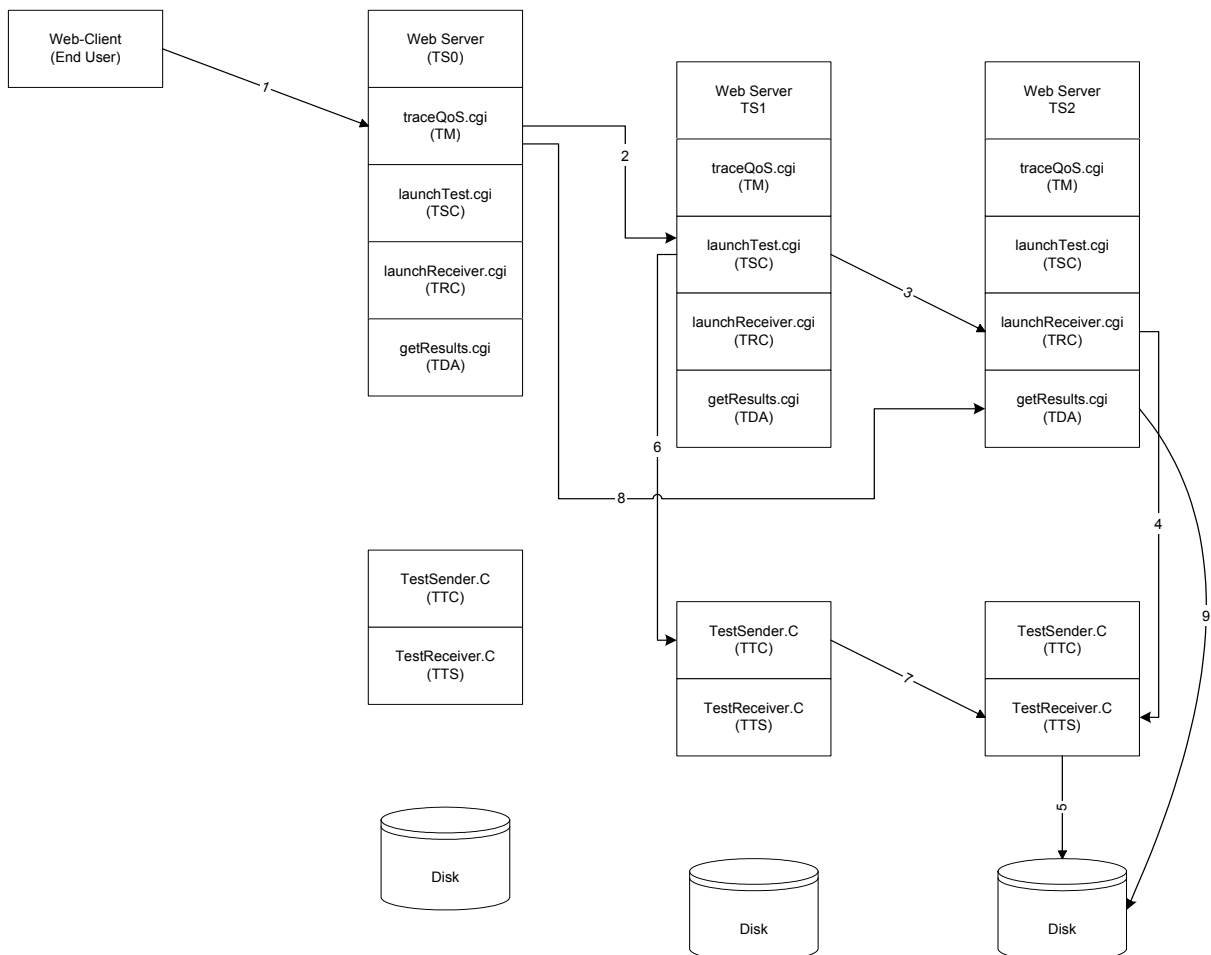 Web-Client
(End User)
Web Server
(TS0)
traceQoS.cgi
(TM)
launchTest.cgi
(TSC)
launchReceiver.cgi
(TRC)
getResults.cgi
(TDA)
Web Server
TS1
traceQoS.cgi
(TM)
launchTest.cgi
(TSC)
launchReceiver.cgi
(TRC)
getResults.cgi
(TDA)
Web Server
TS2
traceQoS.cgi
(TM)
launchTest.cgi
(TSC)
launchReceiver.cgi
(TRC)
getResults.cgi
(TDA)
1
2
3
6
8
4
9
TestSender.C
(TTC)
TestReceiver.C
(TTS)
TestSender.C
(TTC)
TestReceiver.C
(TTS)
TestSender.C
(TTC)
TestReceiver.C
(TTS)
7
5
Disk
Disk
Disk